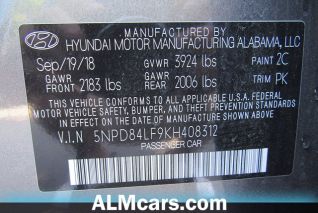 MANUFACTURED BY
HYUNDAI MOTOR MANUFACTURING ALABAMA, LLC
Sep/19/18 GVWR 3924 lbs PAINT 2C
GAWR FRONT 2183 lbs GAWR REAR 2006 lbs TRIM PK
THIS VEHICLE CONFORMS TO ALL APPLICABLE FEDERAL
MOTOR VEHICLE SAFETY, BUMPER, AND THEFT PREVENTION
STANDARDS IN EFFECT ON THE DATE OF MANUFACTURE SHOWN ABOVE.
V.I.N 5NPD84LF9KH408312
PASSENGER CAR
ALMcars.com